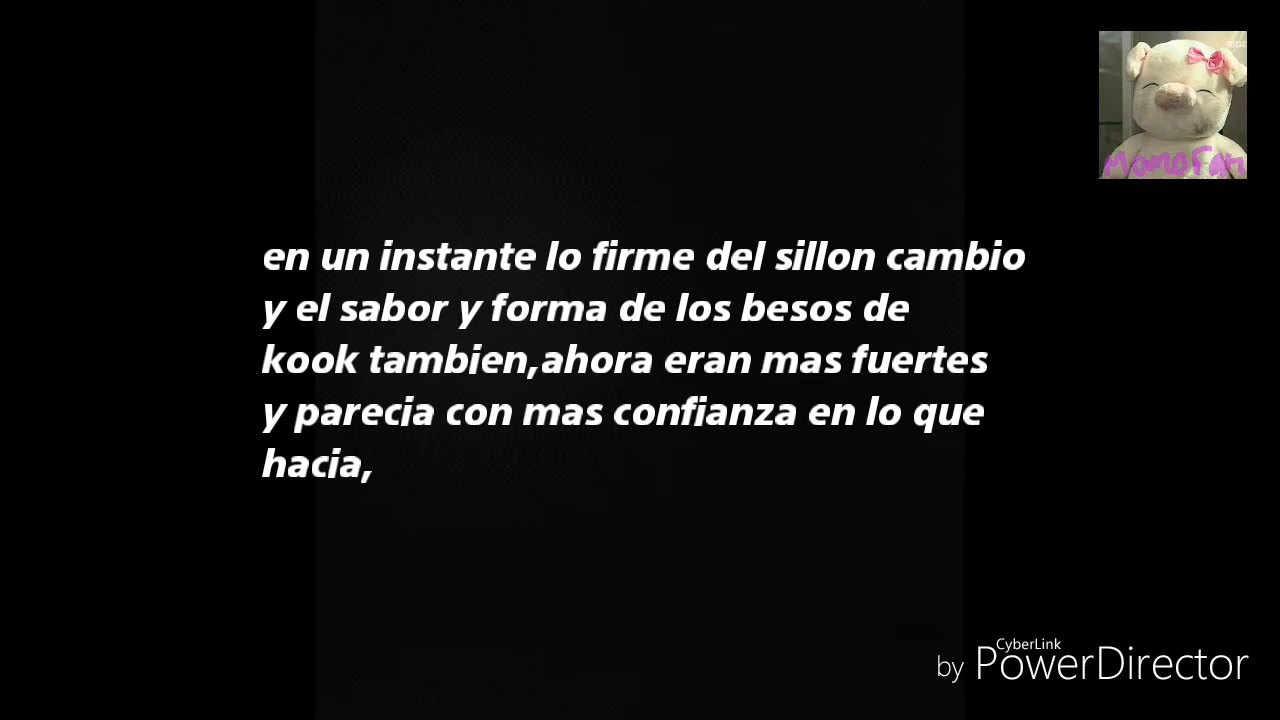 en un instante lo firme del sillon cambio
y el sabor y forma de los besos de
kook tambien,ahora eran mas fuertes
y parecia con mas confianza en lo que
hacia,
MomoFan
CyberLink
by PowerDirector